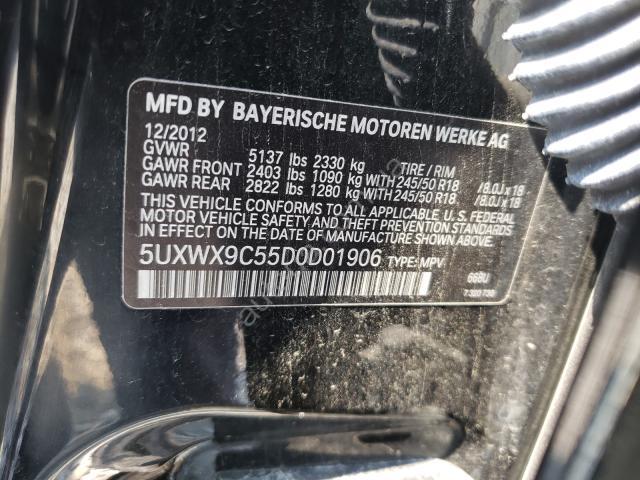 MFD BY BAYERISCHE MOTOREN WERKE AG
12/2012
GVWR 5137 lbs 2330 kg TIRE / RIM
GAWR FRONT 2403 lbs 1090 kg WITH 245/50 R18 /8.0J x 18
GAWR REAR 2822 lbs 1280 kg WITH 245/50 R18 /8.0J x 18
THIS VEHICLE CONFORMS TO ALL APPLICABLE U. S. FEDERAL
MOTOR VEHICLE SAFETY AND THEFT PREVENTION STANDARDS
IN EFFECT ON THE DATE OF MANUFACTURE SHOWN ABOVE.
5UXWX9C55D0D01906 TYPE: MPV
668U